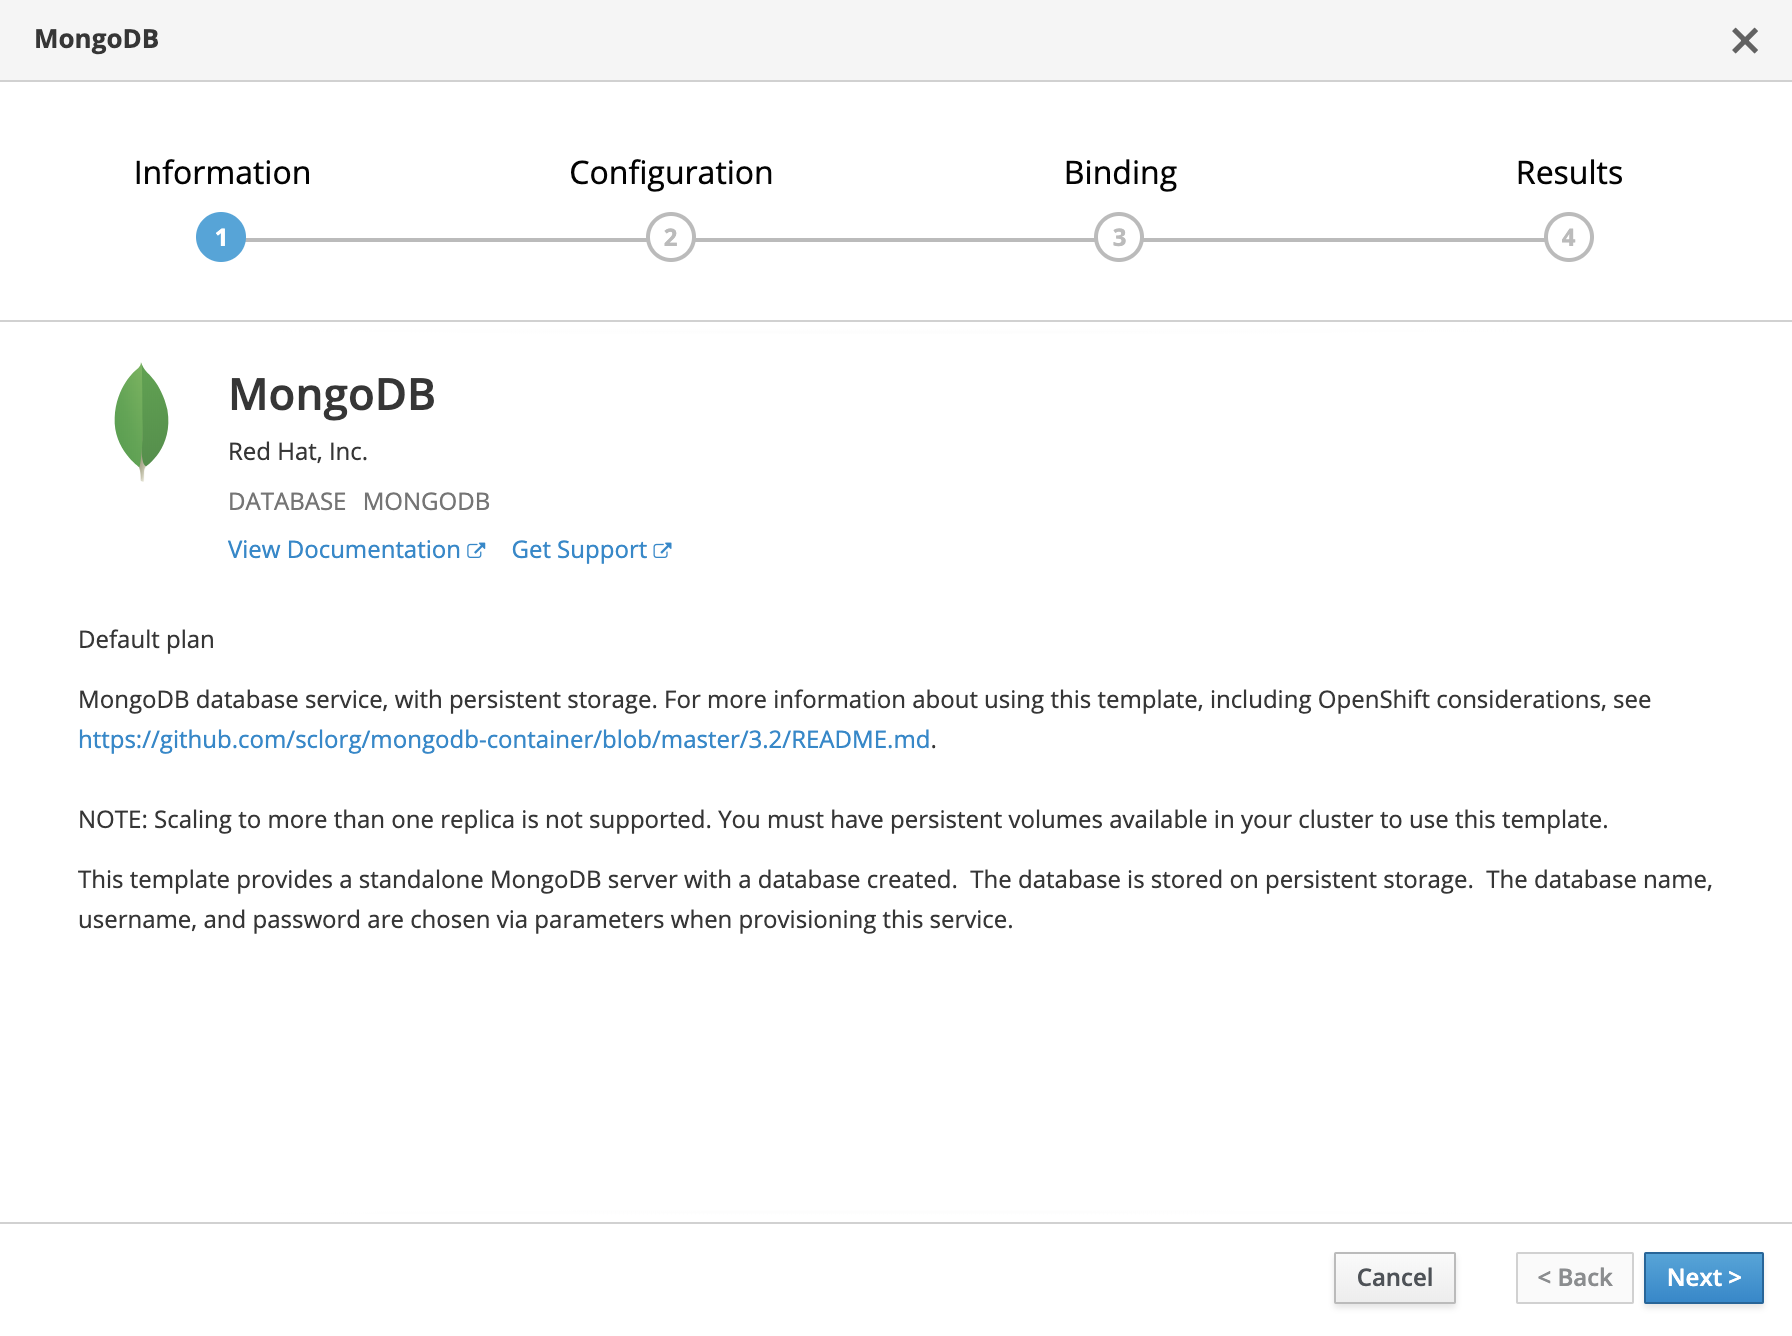 MongoDB
Information
Configuration
Binding
Results
1
2
3
4
MongoDB
Red Hat, Inc.
DATABASE MONGODB
View Documentation Get Support
Default plan
MongoDB database service, with persistent storage. For more information about using this template, including OpenShift considerations, see
https://github.com/sclorg/mongodb-container/blob/master/3.2/README.md.
NOTE: Scaling to more than one replica is not supported. You must have persistent volumes available in your cluster to use this template.
This template provides a standalone MongoDB server with a database created. The database is stored on persistent storage. The database name,
username, and password are chosen via parameters when provisioning this service.
Cancel
< Back
Next >